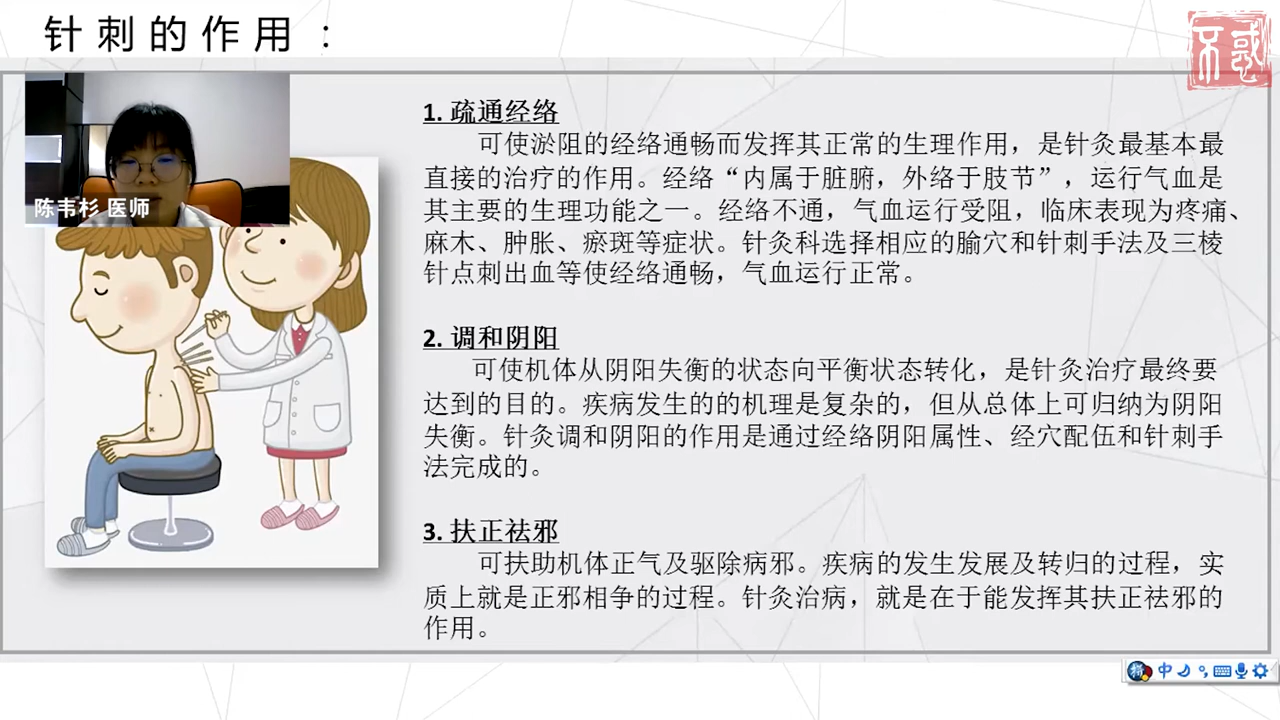 针刺的作用：
不惑
陈韦杉 医师
1. 疏通经络
可使淤阻的经络通畅而发挥其正常的生理作用，是针灸最基本最
直接的治疗的作用。经络“内属于脏腑，外络于肢节”，运行气血是
其主要的生理功能之一。经络不通，气血运行受阻，临床表现为疼痛、
麻木、肿胀、瘀斑等症状。针灸科选择相应的腧穴和针刺手法及三棱
针点刺出血等使经络通畅，气血运行正常。
2. 调和阴阳
可使机体从阴阳失衡的状态向平衡状态转化，是针灸治疗最终要
达到的目的。疾病发生的的机理是复杂的，但从总体上可归纳为阴阳
失衡。针灸调和阴阳的作用是通过经络阴阳属性、经穴配伍和针刺手
法完成的。
3. 扶正祛邪
可扶助机体正气及驱除病邪。疾病的发生发展及转归的过程，实
质上就是正邪相争的过程。针灸治病，就是在于能发挥其扶正祛邪的
作用。
中